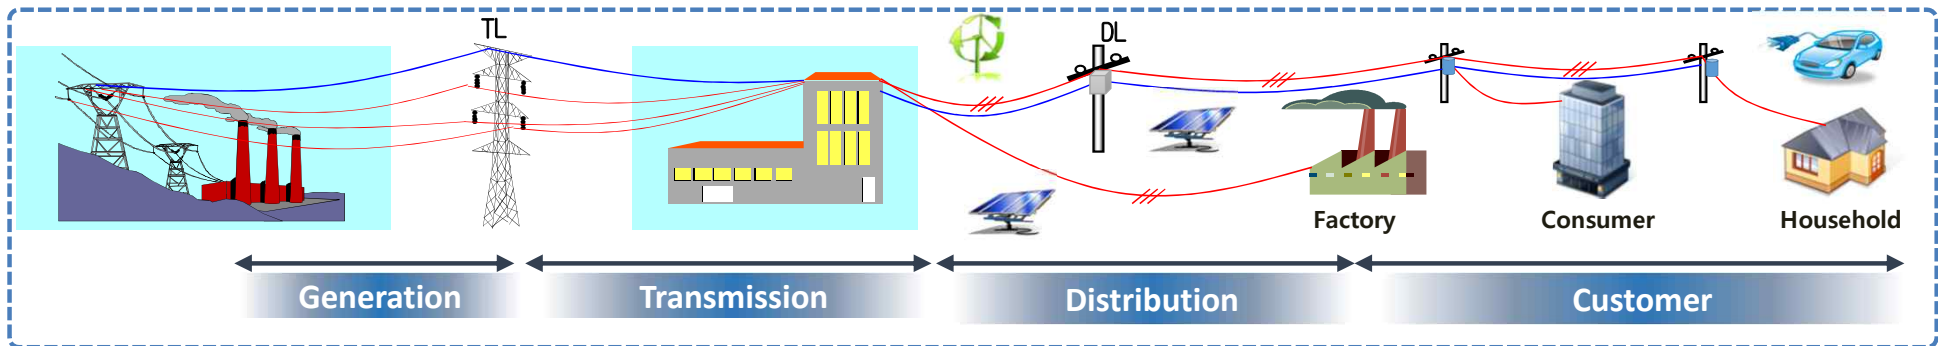 TL
DL
Factory
Consumer
Household
Generation
Transmission
Distribution
Customer